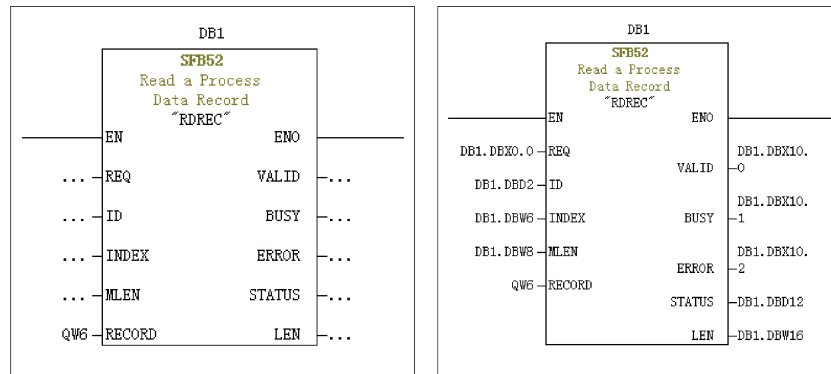 DB1
SFB52
Read a Process
Data Record
"RDREC"
EN ENO
... REQ VALID ...
... ID BUSY ...
... INDEX ERROR ...
... MLEN STATUS ...
QW6 RECORD LEN ...
DB1
SFB52
Read a Process
Data Record
"RDREC"
EN ENO
DB1.DBX0.0 REQ DB1.DBX10.
VALID 0
DB1.DBD2 ID
DB1.DBX10.
DB1.DBW6 INDEX BUSY 1
DB1.DBW8 MLEN DB1.DBX10.
ERROR 2
QW6 RECORD
STATUS DB1.DBD12
LEN DB1.DBW16